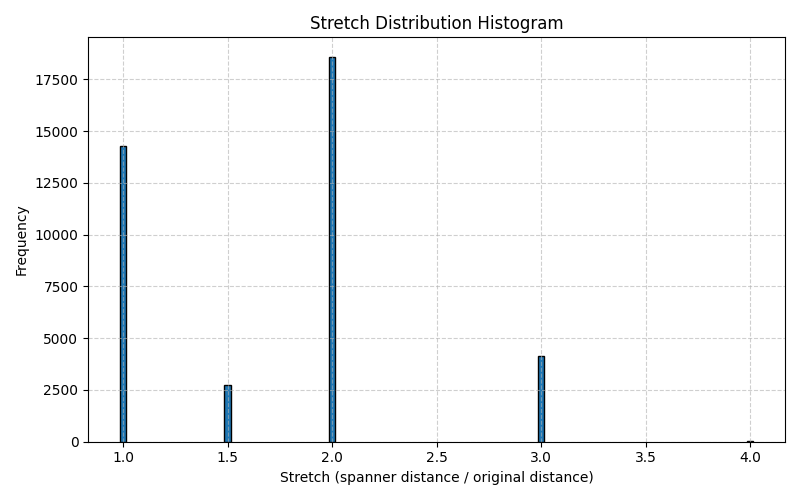 Stretch Distribution Histogram
17500
15000
12500
10000
7500
5000
2500
0
Frequency
1.0 1.5 2.0 2.5 3.0 3.5 4.0
Stretch (spanner distance / original distance)